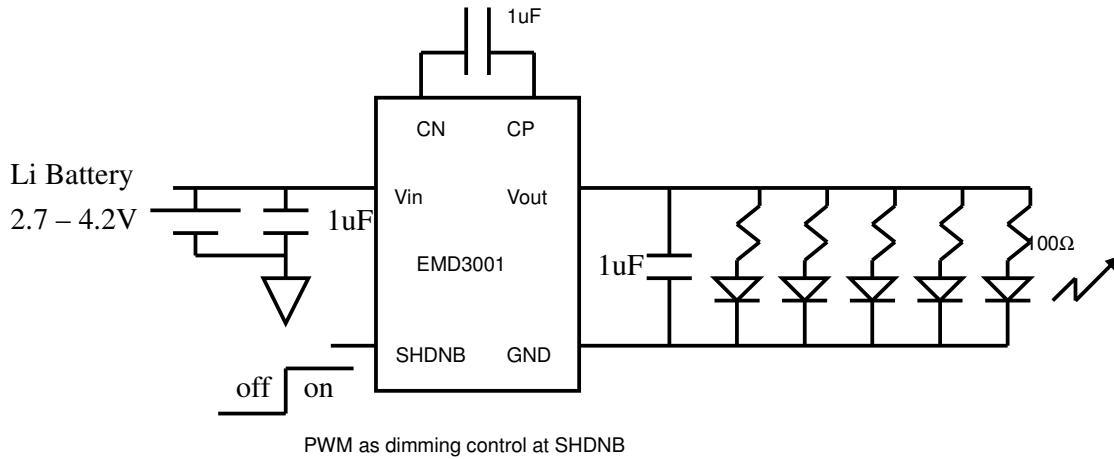 1uF
CN CP
Li Battery
2.7 – 4.2V
1uF
Vin Vout
EMD3001
1uF
100Ω
SHDNB GND
off on
PWM as dimming control at SHDNB